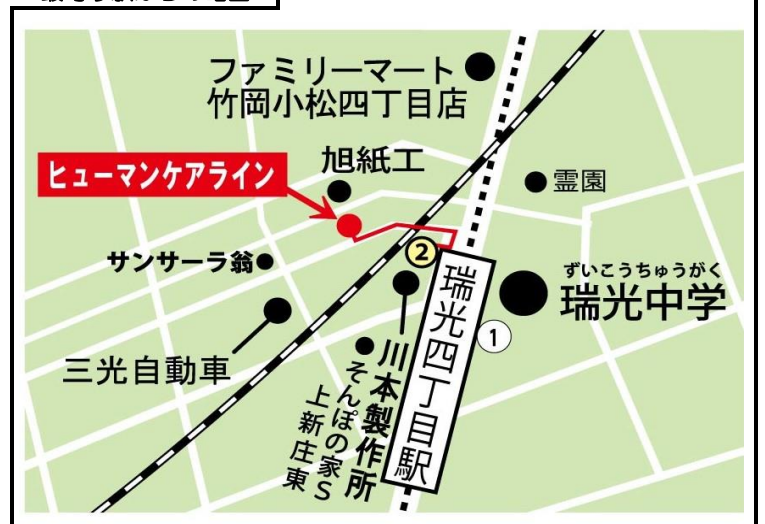 ファミリーマート
竹岡小松四丁目店
旭紙工
ヒューマンケアライン
霊園
サンサーラ翁
②
ずいこうちゅうがく
瑞光中学
瑞光四丁目駅
①
三光自動車
川本製作所
そんぽの家S
上新庄東